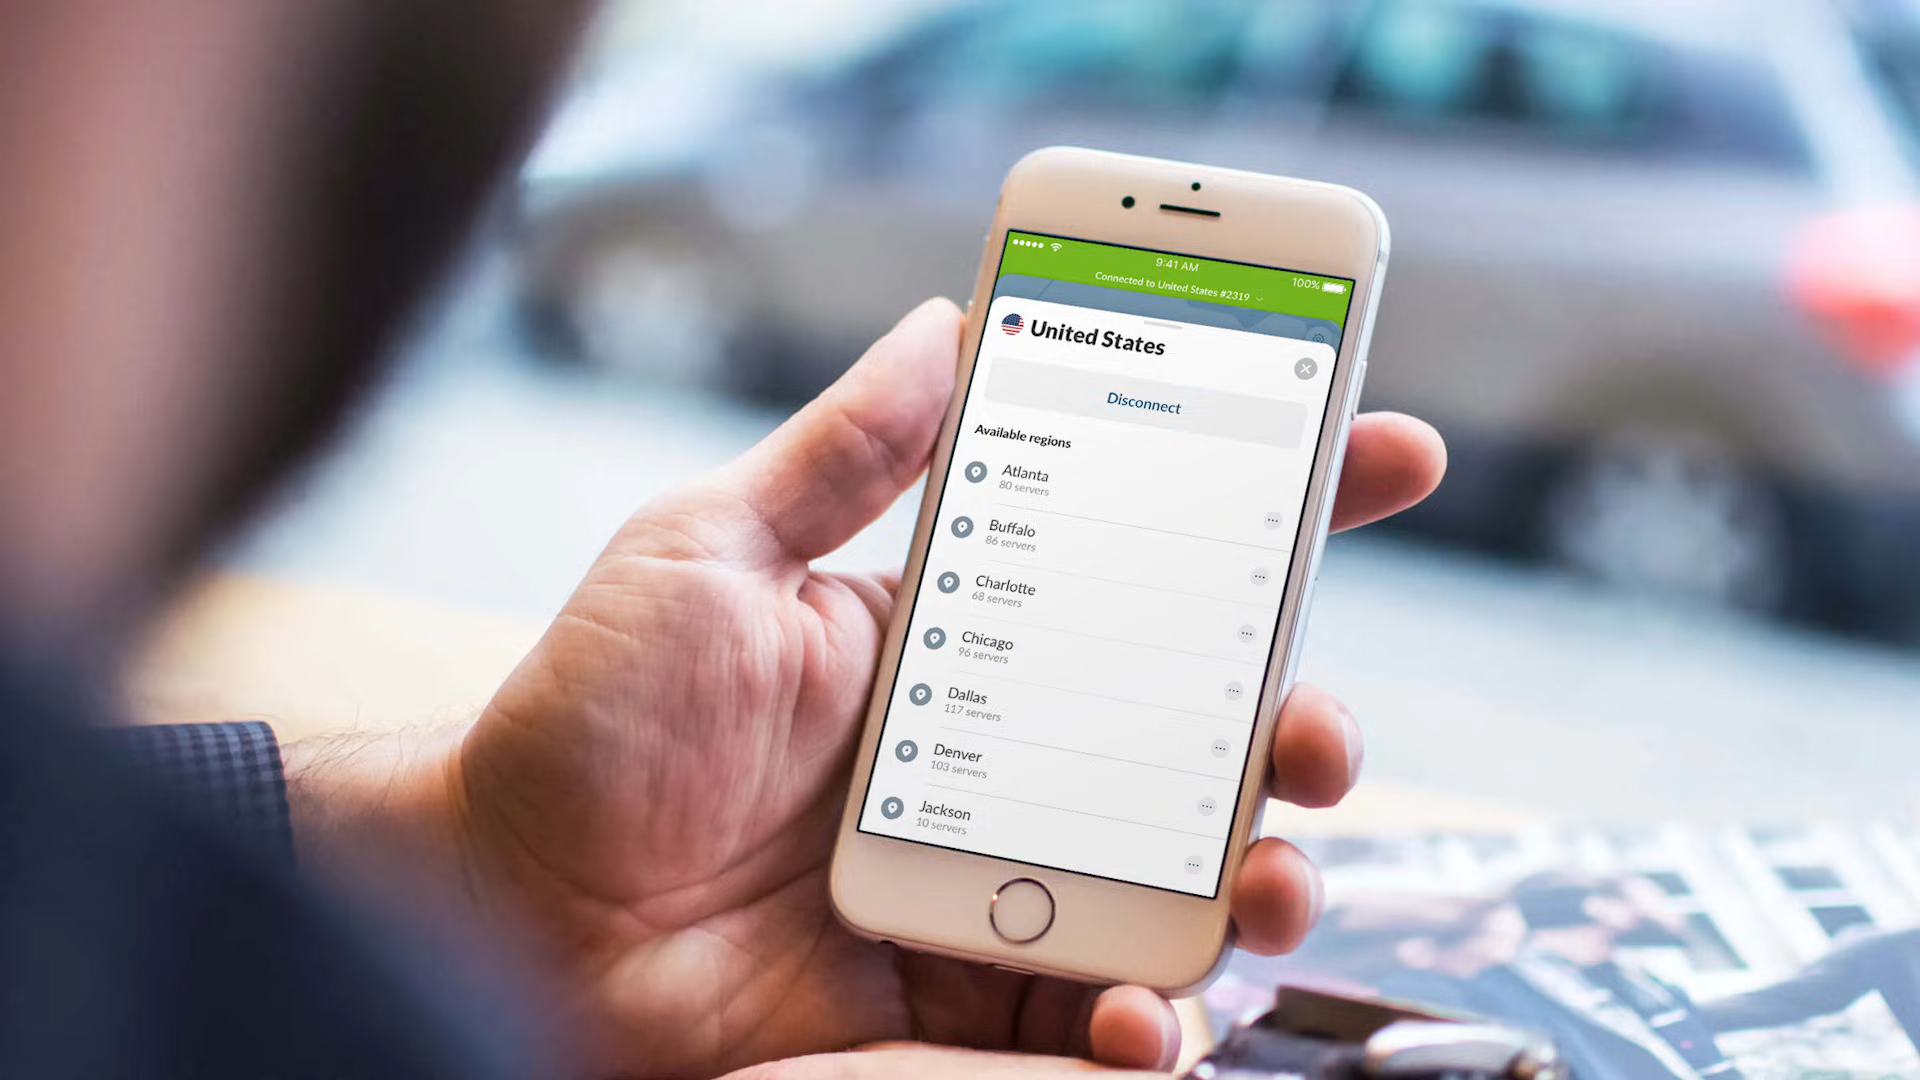 9:41 AM
100%
Connected to United States #2319
United States
Disconnect
Available regions
Atlanta
80 servers
Buffalo
86 servers
Charlotte
68 servers
Chicago
96 servers
Dallas
117 servers
Denver
103 servers
Jackson
10 servers